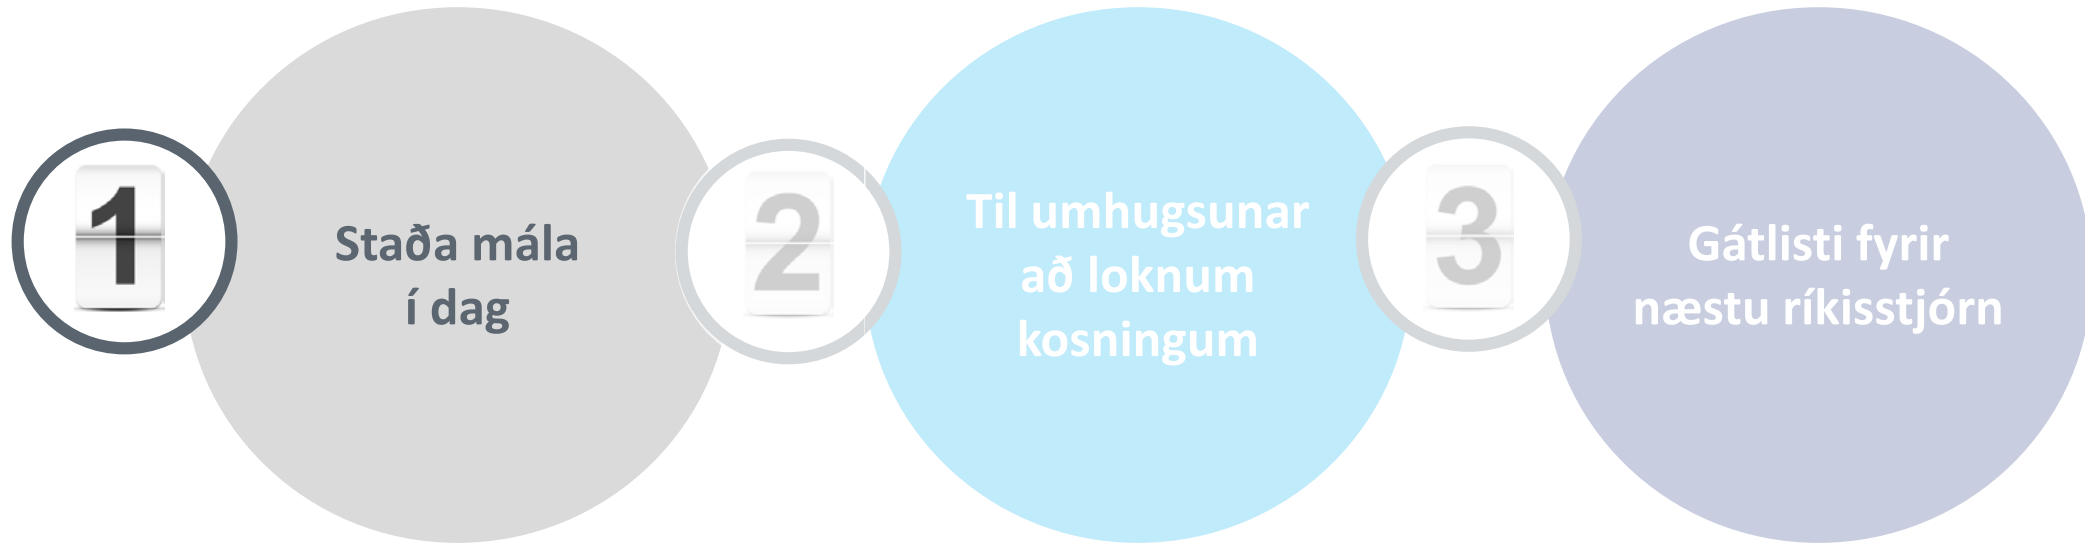 1
Staða mála
í dag
2
Til umhugsunar
að loknum
kosningum
3
Gátlisti fyrir
næstu ríkisstjórn